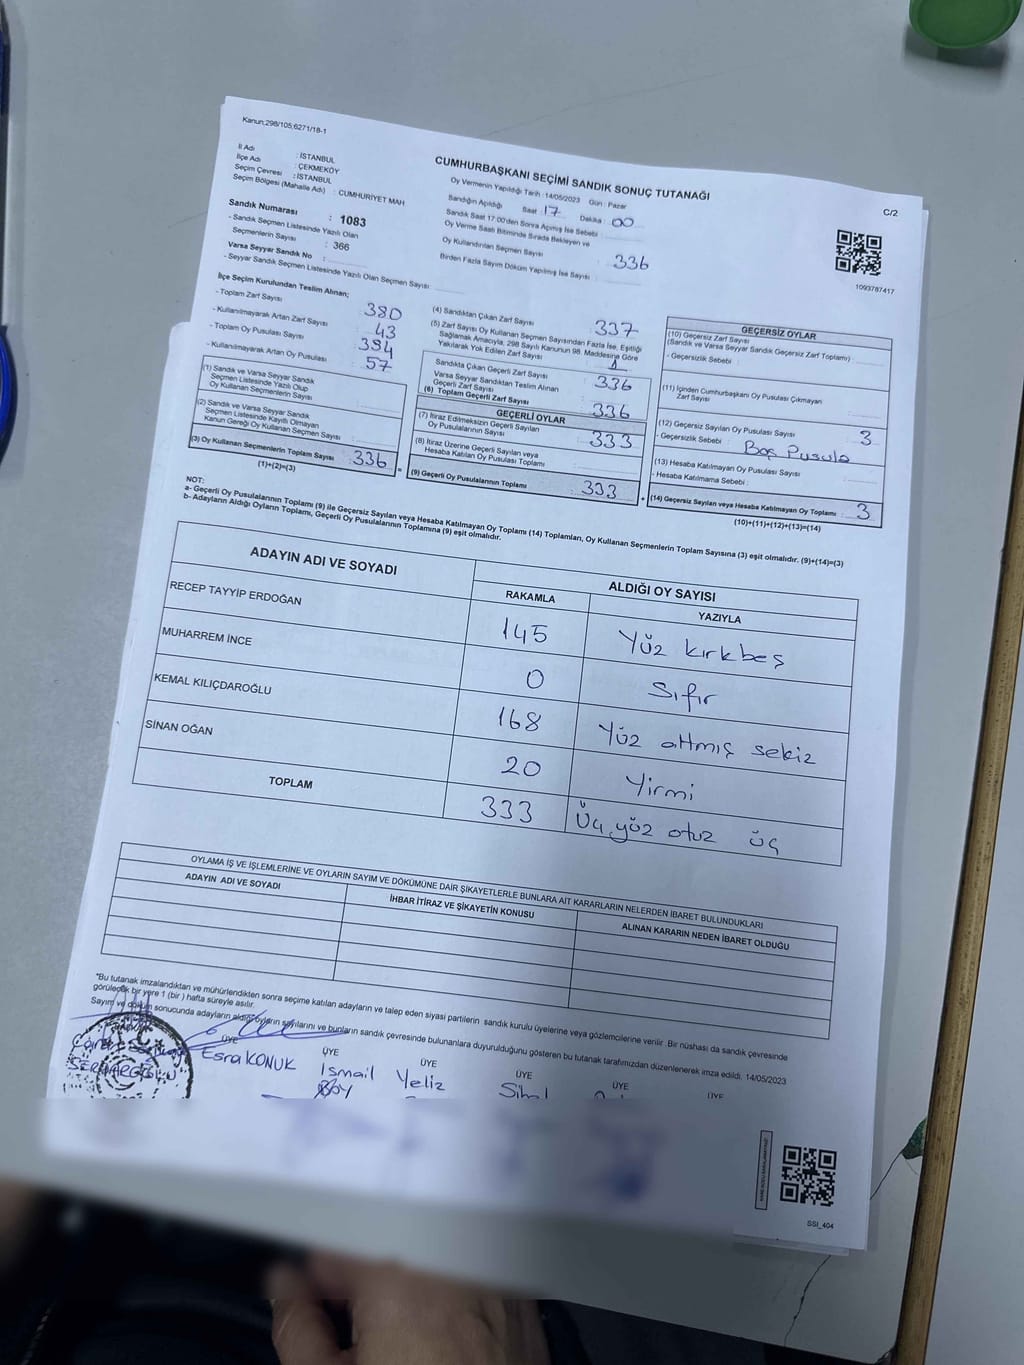 Kanun;298/105;6271/18-1
İl Adı : İSTANBUL
İlçe Adı : ÇEKMEKÖY
Seçim Çevresi : İSTANBUL
Seçim Bölgesi (Mahalle Adı) : CUMHURİYET MAH
Sandık Numarası : 1083
- Sandık Seçmen Listesinde Yazılı Olan
Seçmenlerin Sayısı : 366
Varsa Seyyar Sandık No :
- Seyyar Sandık Seçmen Listesinde Yazılı Olan Seçmen Sayısı:
CUMHURBAŞKANI SEÇİMİ SANDIK SONUÇ TUTANAĞI
Oy Vermenin Yapıldığı Tarih : 14/05/2023 Gün : Pazar
Sandığın Açıldığı Saat 17 Dakika : 00
Sandık Saat 17:00'den Sonra Açılmış İse Sebebi :
Oy Verme Saati Bitiminde Sırada Bekleyen ve
Oy Kullandırılan Seçmen Sayısı : 336
Birden Fazla Sayım Döküm Yapılmış İse Sayısı :
C/2
1093787417
İlçe Seçim Kurulundan Teslim Alınan;
- Toplam Zarf Sayısı 380
- Kullanılmayarak Artan Zarf Sayısı 43
- Toplam Oy Pusulası Sayısı 394
- Kullanılmayarak Artan Oy Pusulası 57
(1) Sandık ve Varsa Seyyar Sandık
Seçmen Listesinde Yazılı Olup
Oy Kullanan Seçmenlerin Sayısı :
(2) Sandık ve Varsa Seyyar Sandık
Seçmen Listesinde Kayıtlı Olmayan
Kanun Gereği Oy Kullanan Seçmen Sayısı :
(3) Oy Kullanan Seçmenlerin Toplam Sayısı : 336
(1)+(2)=(3)
(4) Sandıktan Çıkan Zarf Sayısı : 337
(5) Zarf Sayısı Oy Kullanan Seçmen Sayısından Fazla İse, Eşitliği
Sağlamak Amacıyla, 298 Sayılı Kanunun 98. Maddesine Göre
Yakılarak Yok Edilen Zarf Sayısı : 1
Sandıkta Çıkan Geçerli Zarf Sayısı : 336
Varsa Seyyar Sandıktan Teslim Alınan
Geçerli Zarf Sayısı :
(6) Toplam Geçerli Zarf Sayısı : 336
GEÇERLİ OYLAR
(7) İtiraz Edilmeksizin Geçerli Sayılan
Oy Pusulalarının Sayısı : 333
(8) İtiraz Üzerine Geçerli Sayılan veya
Hesaba Katılan Oy Pusulası Toplamı :
(9) Geçerli Oy Pusulalarının Toplamı : 333
GEÇERSİZ OYLAR
(10) Geçersiz Zarf Sayısı
(Sandık ve Varsa Seyyar Sandık Geçersiz Zarf Toplamı) :
- Geçersizlik Sebebi :
(11) İçinden Cumhurbaşkanı Oy Pusulası Çıkmayan
Zarf Sayısı :
(12) Geçersiz Sayılan Oy Pusulası Sayısı : 3
- Geçersizlik Sebebi : Boş Pusula
(13) Hesaba Katılmayan Oy Pusulası Sayısı :
- Hesaba Katılmama Sebebi :
(14) Geçersiz Sayılan veya Hesaba Katılmayan Oy Toplamı : 3
(10)+(11)+(12)+(13)=(14)
NOT:
a- Geçerli Oy Pusulalarının Toplamı (9) ile Geçersiz Sayılan veya Hesaba Katılmayan Oy Toplamı (14) Toplamları, Oy Kullanan Seçmenlerin Toplam Sayısına (3) eşit olmalıdır. (9)+(14)=(3)
b- Adayların Aldığı Oyların Toplamı, Geçerli Oy Pusulalarının Toplamına (9) eşit olmalıdır.
ADAYIN ADI VE SOYADI
ALDIĞI OY SAYISI
RAKAMLA YAZIYLA
RECEP TAYYİP ERDOĞAN 145 Yüz kırkbeş
MUHARREM İNCE 0 Sıfır
KEMAL KILIÇDAROĞLU 168 Yüz altmış sekiz
SİNAN OĞAN 20 Yirmi
TOPLAM 333 Üç yüz otuz üç
OYLAMA İŞ VE İŞLEMLERİNE VE OYLARIN SAYIM VE DÖKÜMÜNE DAİR ŞİKAYETLERLE BUNLARA AİT KARARLARIN NELERDEN İBARET BULUNDUKLARI
ADAYIN ADI VE SOYADI İHBAR İTİRAZ VE ŞİKAYETİN KONUSU ALINAN KARARIN NEDEN İBARET OLDUĞU
*Bu tutanak imzalandıktan ve mühürlendikten sonra seçime katılan adayların ve talep eden siyasi partilerin sandık kurulu üyelerine veya gözlemcilerine verilir. Bir nüshası da sandık çevresinde
görülecek bir yere 1 (bir) hafta süreyle asılır.
Sayım ve döküm sonucunda adayların aldığı oyların sayılarını ve bunların sandık çevresinde bulunanlara duyurulduğunu gösteren bu tutanak tarafımızdan düzenlenerek imza edildi. 14/05/2023
ÜYE ÜYE ÜYE ÜYE ÜYE ÜYE
Esra KONUK İsmail Yeliz
SERDAROĞLU
SSI_404